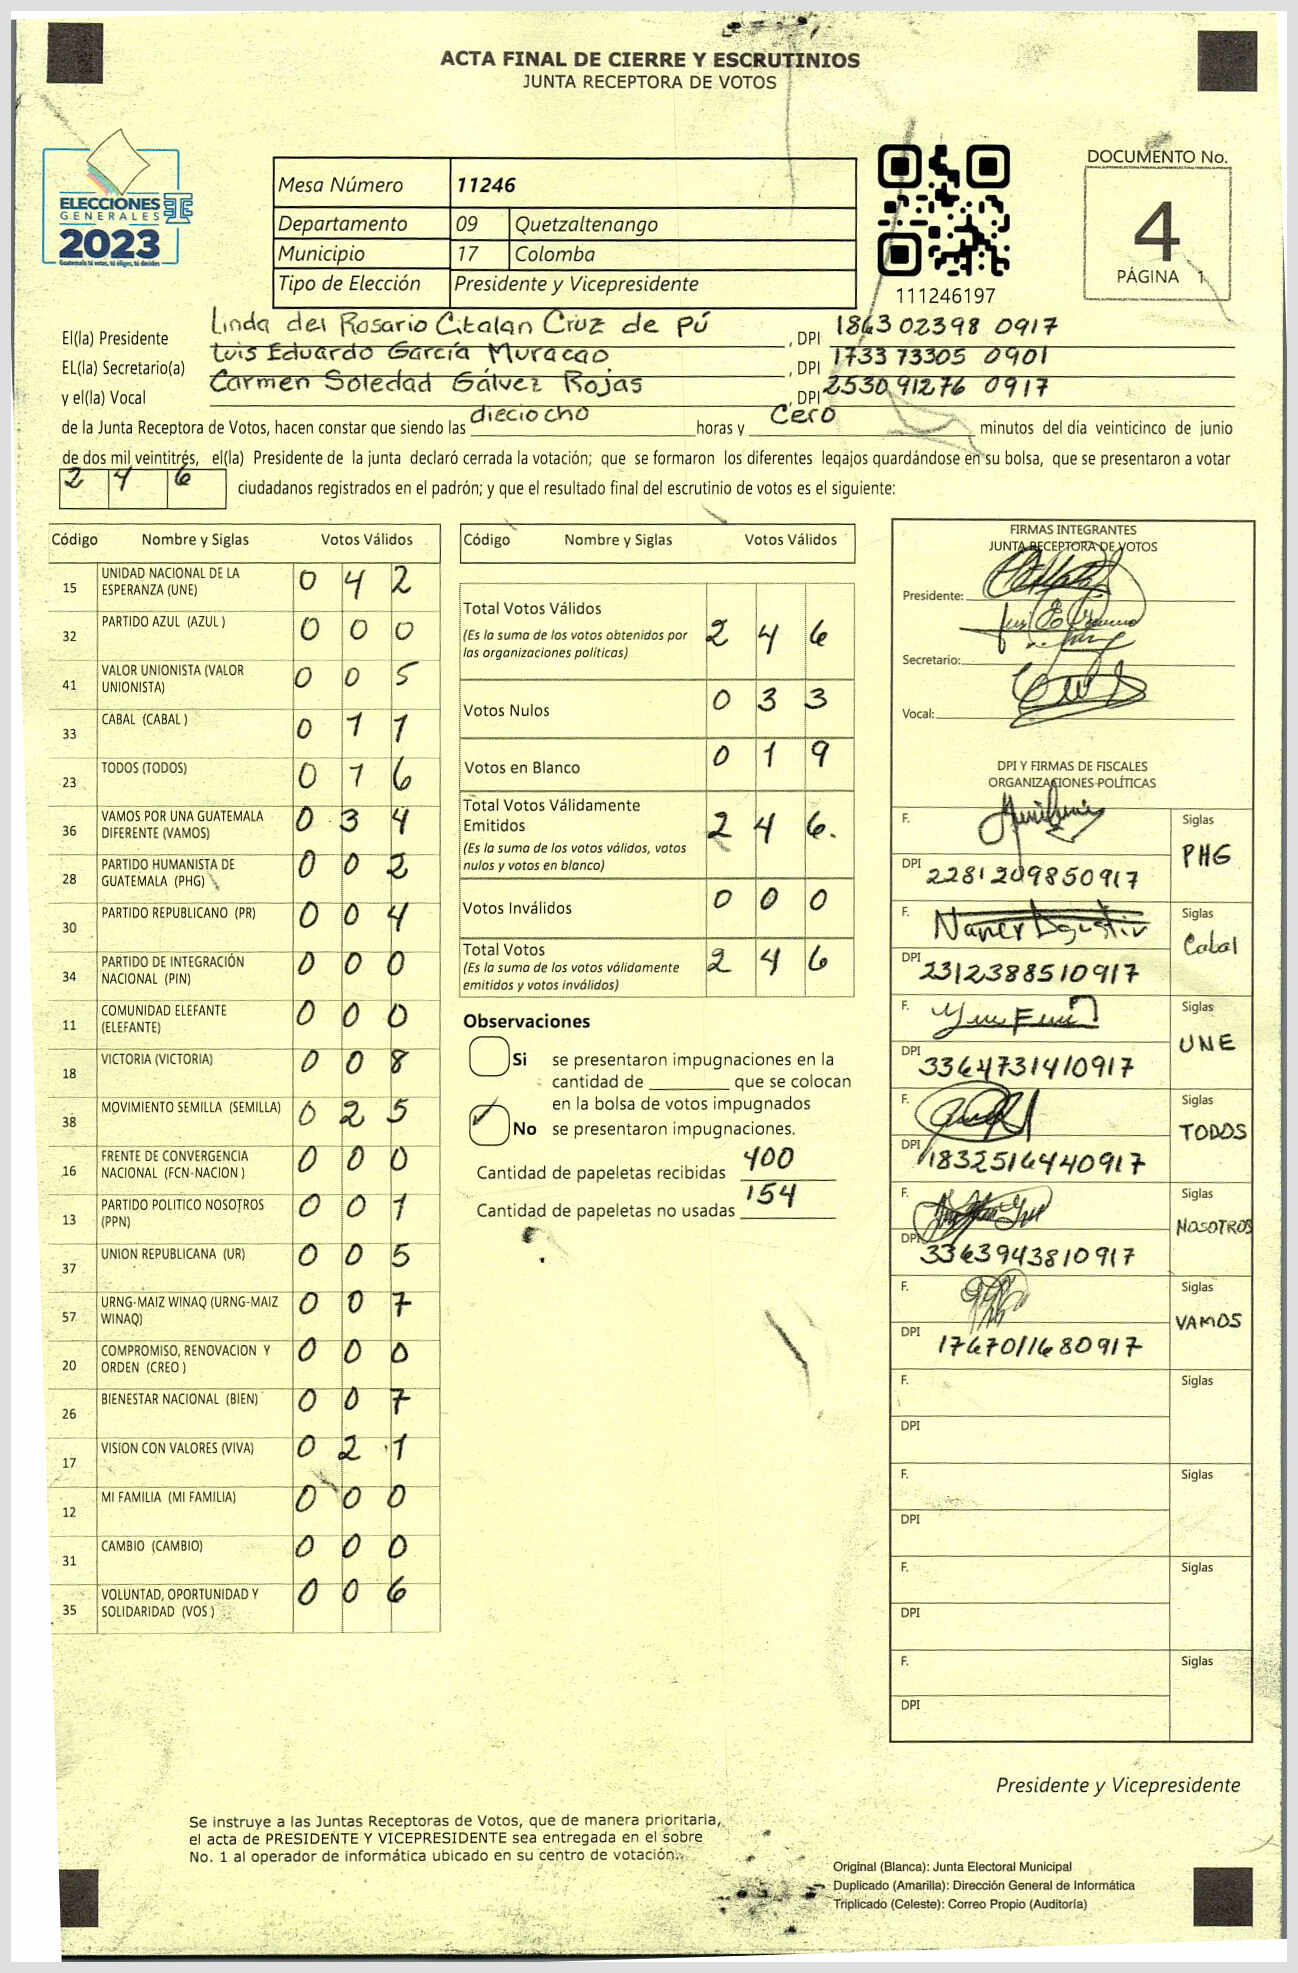 ACTA FINAL DE CIERRE Y ESCRUTINIOS
JUNTA RECEPTORA DE VOTOS
ELECCIONES
GENERALES
2023
Guatemala tú votas, tú eliges, tú decides
Mesa Número 11246
Departamento 09 Quetzaltenango
Municipio 17 Colomba
Tipo de Elección Presidente y Vicepresidente
111246197
DOCUMENTO No.
4
PÁGINA 1
El(la) Presidente Linda del Rosario Citalan Cruz de Pú , DPI 1863 02398 0917
EL(la) Secretario(a) Luis Eduardo García Muracao , DPI 1733 73305 0901
y el(la) Vocal Carmen Soledad Gálvez Rojas , DPI 2530 91276 0917
de la Junta Receptora de Votos, hacen constar que siendo las dieciocho horas y Cero minutos del día veinticinco de junio
de dos mil veintitrés, el(la) Presidente de la junta declaró cerrada la votación; que se formaron los diferentes legajos guardándose en su bolsa, que se presentaron a votar
2 4 6 ciudadanos registrados en el padrón; y que el resultado final del escrutinio de votos es el siguiente:
Código Nombre y Siglas Votos Válidos
15 UNIDAD NACIONAL DE LA ESPERANZA (UNE) 0 4 2
32 PARTIDO AZUL (AZUL ) 0 0 0
41 VALOR UNIONISTA (VALOR UNIONISTA) 0 0 5
33 CABAL (CABAL ) 0 1 1
23 TODOS (TODOS) 0 1 6
36 VAMOS POR UNA GUATEMALA DIFERENTE (VAMOS) 0 3 4
28 PARTIDO HUMANISTA DE GUATEMALA (PHG) 0 0 2
30 PARTIDO REPUBLICANO (PR) 0 0 4
34 PARTIDO DE INTEGRACIÓN NACIONAL (PIN) 0 0 0
11 COMUNIDAD ELEFANTE (ELEFANTE) 0 0 0
18 VICTORIA (VICTORIA) 0 0 8
38 MOVIMIENTO SEMILLA (SEMILLA) 0 2 5
16 FRENTE DE CONVERGENCIA NACIONAL (FCN-NACION ) 0 0 0
13 PARTIDO POLITICO NOSOTROS (PPN) 0 0 1
37 UNION REPUBLICANA (UR) 0 0 5
57 URNG-MAIZ WINAQ (URNG-MAIZ WINAQ) 0 0 7
20 COMPROMISO, RENOVACION Y ORDEN (CREO ) 0 0 0
26 BIENESTAR NACIONAL (BIEN) 0 0 7
17 VISION CON VALORES (VIVA) 0 2 1
12 MI FAMILIA (MI FAMILIA) 0 0 0
31 CAMBIO (CAMBIO) 0 0 0
35 VOLUNTAD, OPORTUNIDAD Y SOLIDARIDAD (VOS ) 0 0 6
Código Nombre y Siglas Votos Válidos
Total Votos Válidos 2 4 6
(Es la suma de los votos obtenidos por
las organizaciones políticas)
Votos Nulos 0 3 3
Votos en Blanco 0 1 9
Total Votos Válidamente
Emitidos 2 4 6.
(Es la suma de los votos válidos, votos
nulos y votos en blanco)
Votos Inválidos 0 0 0
Total Votos 2 4 6
(Es la suma de los votos válidamente
emitidos y votos inválidos)
Observaciones
Si se presentaron impugnaciones en la
cantidad de ________ que se colocan
en la bolsa de votos impugnados
No se presentaron impugnaciones.
Cantidad de papeletas recibidas 400
Cantidad de papeletas no usadas 154
FIRMAS INTEGRANTES
JUNTA RECEPTORA DE VOTOS
Presidente:
Secretario:
Vocal:
DPI Y FIRMAS DE FISCALES
ORGANIZACIONES POLÍTICAS
F. Siglas
PHG
DPI 2281209850917
F. Siglas
Cabal
DPI 2312388510917
F. Siglas
UNE
DPI 3364731410917
F. Siglas
TODOS
DPI 1832516440917
F. Siglas
NOSOTROS
DPI 3363943810917
F. Siglas
VAMOS
DPI 1767011680917
F. Siglas
DPI
F. Siglas
DPI
F. Siglas
DPI
F. Siglas
DPI
Presidente y Vicepresidente
Se instruye a las Juntas Receptoras de Votos, que de manera prioritaria,
el acta de PRESIDENTE Y VICEPRESIDENTE sea entregada en el sobre
No. 1 al operador de informática ubicado en su centro de votación.
Original (Blanca): Junta Electoral Municipal
Duplicado (Amarilla): Dirección General de Informática
Triplicado (Celeste): Correo Propio (Auditoría)